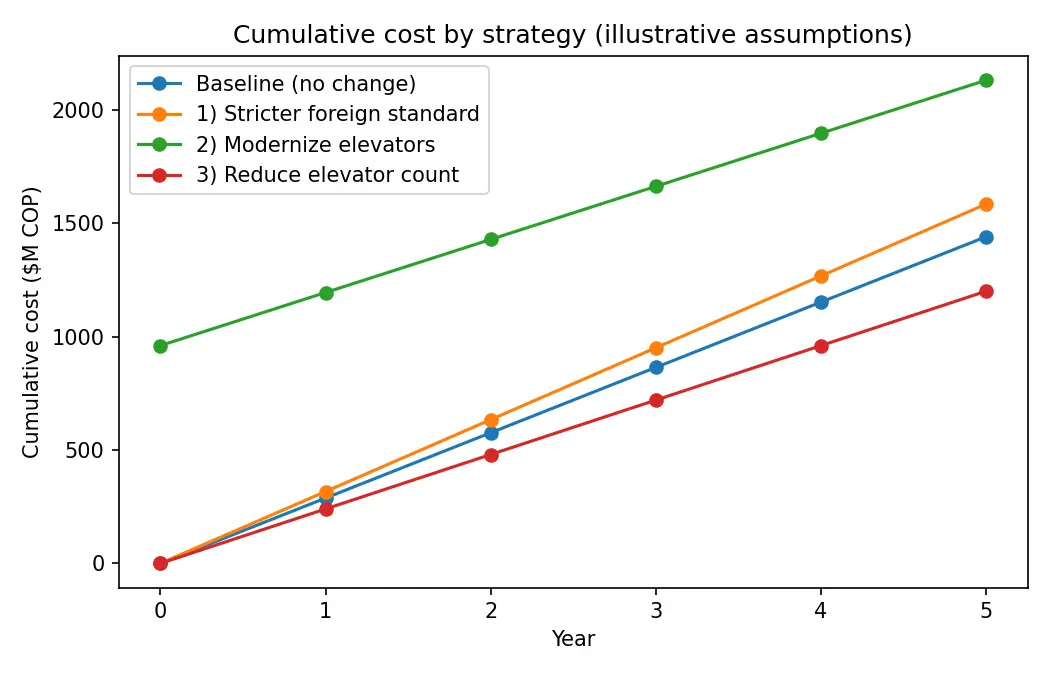 Cumulative cost by strategy (illustrative assumptions)
Baseline (no change)
1) Stricter foreign standard
2) Modernize elevators
3) Reduce elevator count
Cumulative cost ($M COP)
2000
1500
1000
500
0
0 1 2 3 4 5
Year